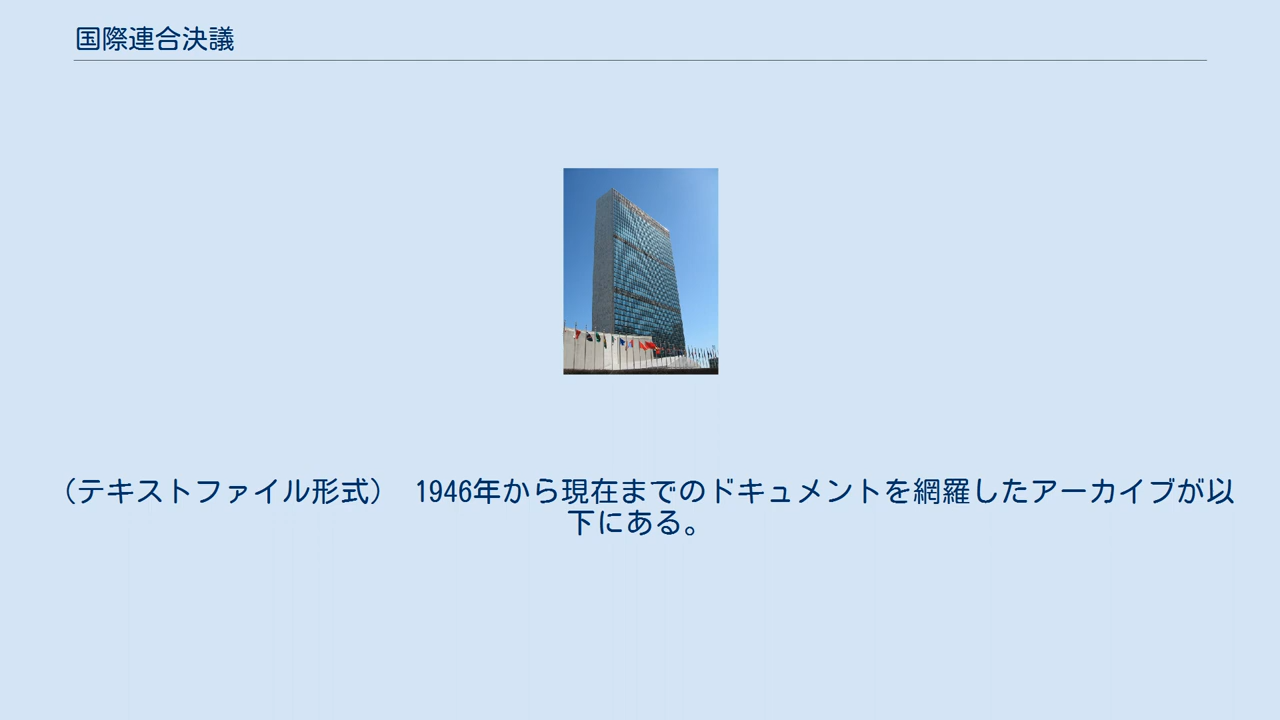 国際連合決議
（テキストファイル形式）　1946年から現在までのドキュメントを網羅したアーカイブが以
下にある。